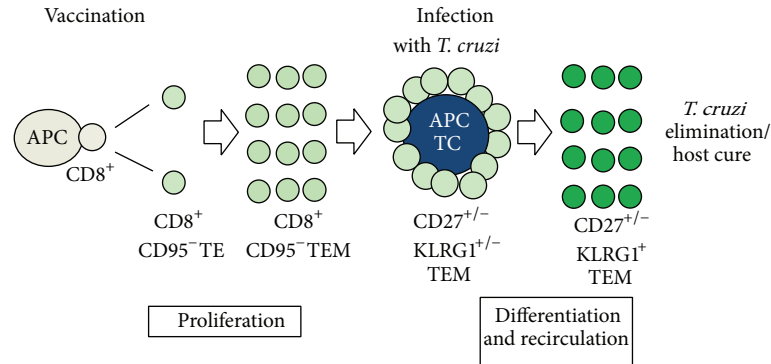 Vaccination
Infection
with T. cruzi
APC
CD8⁺
APC
TC
T. cruzi
elimination/
host cure
CD8⁺
CD95⁻TE
CD8⁺
CD95⁻TEM
CD27⁺/⁻
KLRG1⁺/⁻
TEM
CD27⁺/⁻
KLRG1⁺
TEM
Proliferation
Differentiation
and recirculation